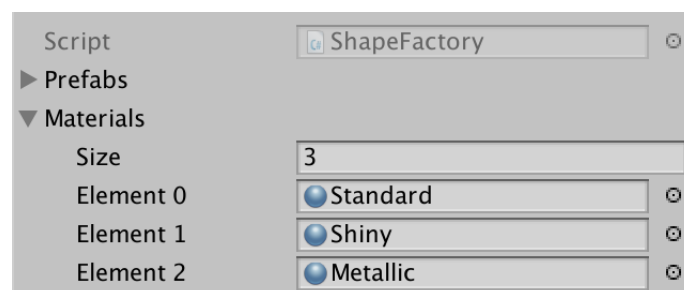 Script ShapeFactory
Prefabs
Materials
Size 3
Element 0 Standard
Element 1 Shiny
Element 2 Metallic